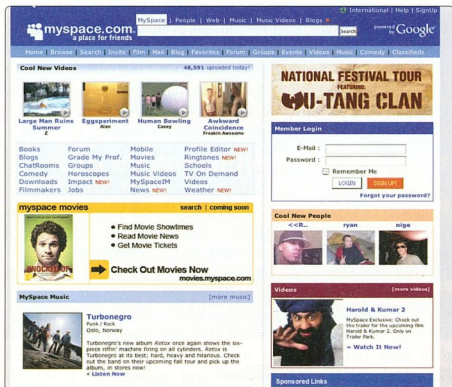 International | Help | SignUp
myspace.com®
a place for friends
MySpace | People | Web | Music | Music Videos | Blogs
Search
powered by Google
Home | Browse | Search | Invite | Film | Mail | Blog | Favorites | Forum | Groups | Events | Videos | Music | Comedy | Classifieds
Cool New Videos
48,591 uploaded today!
Large Man Ruins Summer
Z
Eggsperiment
Alan
Human Bowling
Casey
Awkward Coincidence
Freakin Awesome
Books Forum Mobile Profile Editor NEW!
Blogs Grade My Prof. Movies Ringtones NEW!
ChatRooms Groups Music Schools
Comedy Horoscopes Music Videos TV On Demand
Downloads Impact NEW! MySpaceIM Videos
Filmmakers Jobs News NEW! Weather NEW!
myspace movies
search | coming soon
KNOCKED UP
• Find Movie Showtimes
• Read Movie News
• Get Movie Tickets
Check Out Movies Now
movies.myspace.com
MySpace Music
[more music]
Turbonegro
Punk / Rock
Oslo, Norway
Turbonegro's new album Retox once again shows the six-
piece riffin' machine firing on all cylinders. Retox is
Turbonegro at its best; hard, heavy and hilarious. Check
out the band on their upcoming fall tour and pick up the
album, in stores now!
» Listen Now
NATIONAL FESTIVAL TOUR
FEATURING:
WU-TANG CLAN
Member Login
E-Mail :
Password :
Remember Me
LOGIN SIGN UP!
Forgot your password?
Cool New People
<<R..
ryan
nige
Videos
[more videos]
Harold & Kumar 2
MySpace Exclusive: Check out
the trailer for the upcoming film
Harold & Kumar 2. Only on
Trailer Park.
» Watch It Now!
Sponsored Links